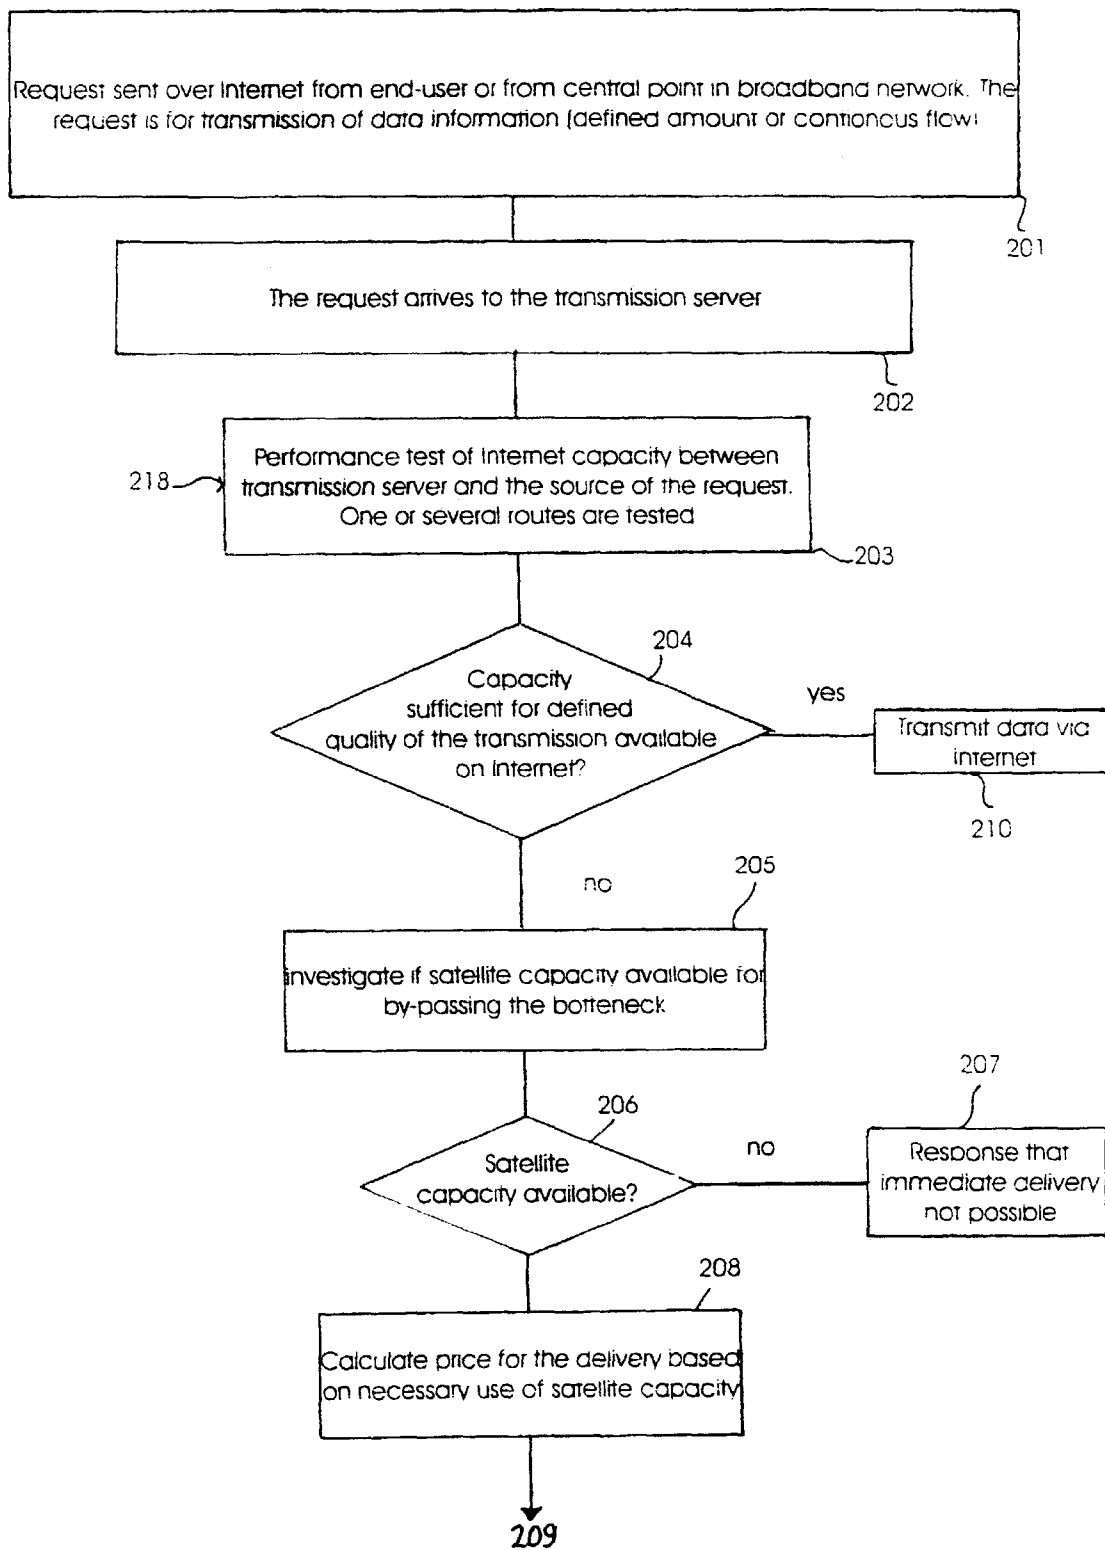 Request sent over Internet from end-user or from central point in broadband network. The
request is for transmission of data information (defined amount or contioncus flow)
201
The request arrives to the transmission server
202
Performance test of Internet capacity between
transmission server and the source of the request.
One or several routes are tested
218
203
204
Capacity
sufficient for defined
quality of the transmission available
on Internet?
yes
Transmit data via
internet
210
no
205
Investigate if satellite capacity available for
by-passing the botteneck
206
Satellite
capacity available?
no
207
Response that
immediate delivery
not possible
208
Calculate price for the delivery based
on necessary use of satellite capacity
209